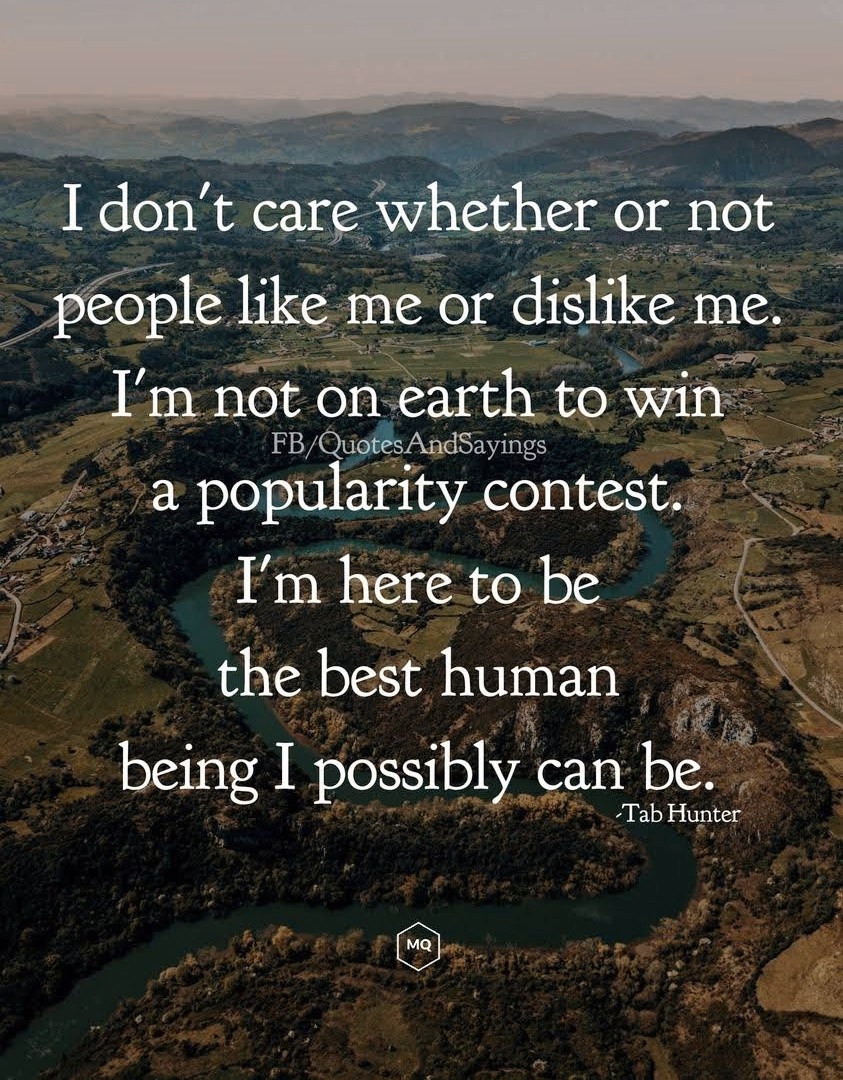 I don't care whether or not
people like me or dislike me.
I'm not on earth to win
FB/QuotesAndSayings
a popularity contest.
I'm here to be
the best human
being I possibly can be.
-Tab Hunter
MQ